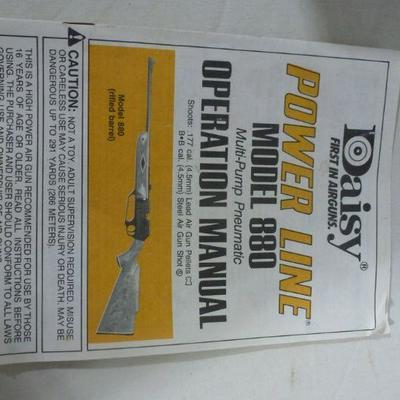 Daisy®
FIRST IN AIRGUNS.
POWER LINE®
MODEL 880
Multi-Pump Pneumatic
OPERATION MANUAL
Shoots: .177 cal. (4.5mm) Lead Air Gun Pellets
B•B cal. (4.5mm) Steel Air Gun Shot
Model 880
(rifled barrel)
CAUTION: NOT A TOY. ADULT SUPERVISION REQUIRED. MISUSE
OR CARELESS USE MAY CAUSE SERIOUS INJURY OR DEATH. MAY BE
DANGEROUS UP TO 291 YARDS (266 METERS).
THIS IS A HIGH POWER AIR GUN RECOMMENDED FOR USE BY THOSE
16 YEARS OF AGE OR OLDER. READ ALL INSTRUCTIONS BEFORE
USING. THE PURCHASER AND USER SHOULD CONFORM TO ALL LAWS